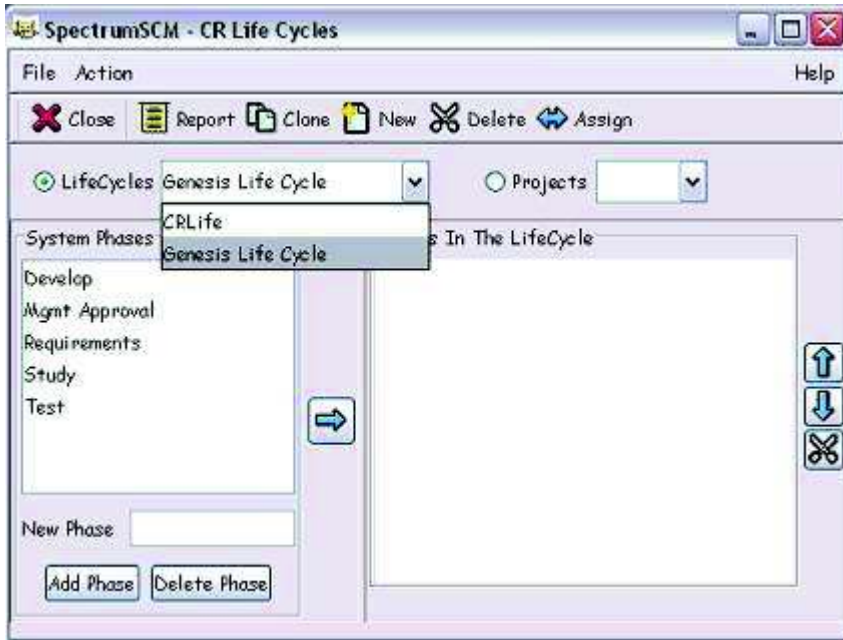 SpectrumSCM - CR Life Cycles
File Action Help
Close Report Clone New Delete Assign
LifeCycles Genesis Life Cycle Projects
CRLife
Genesis Life Cycle
System Phases In The LifeCycle
Develop
Mgmt Approval
Requirements
Study
Test
New Phase
Add Phase Delete Phase